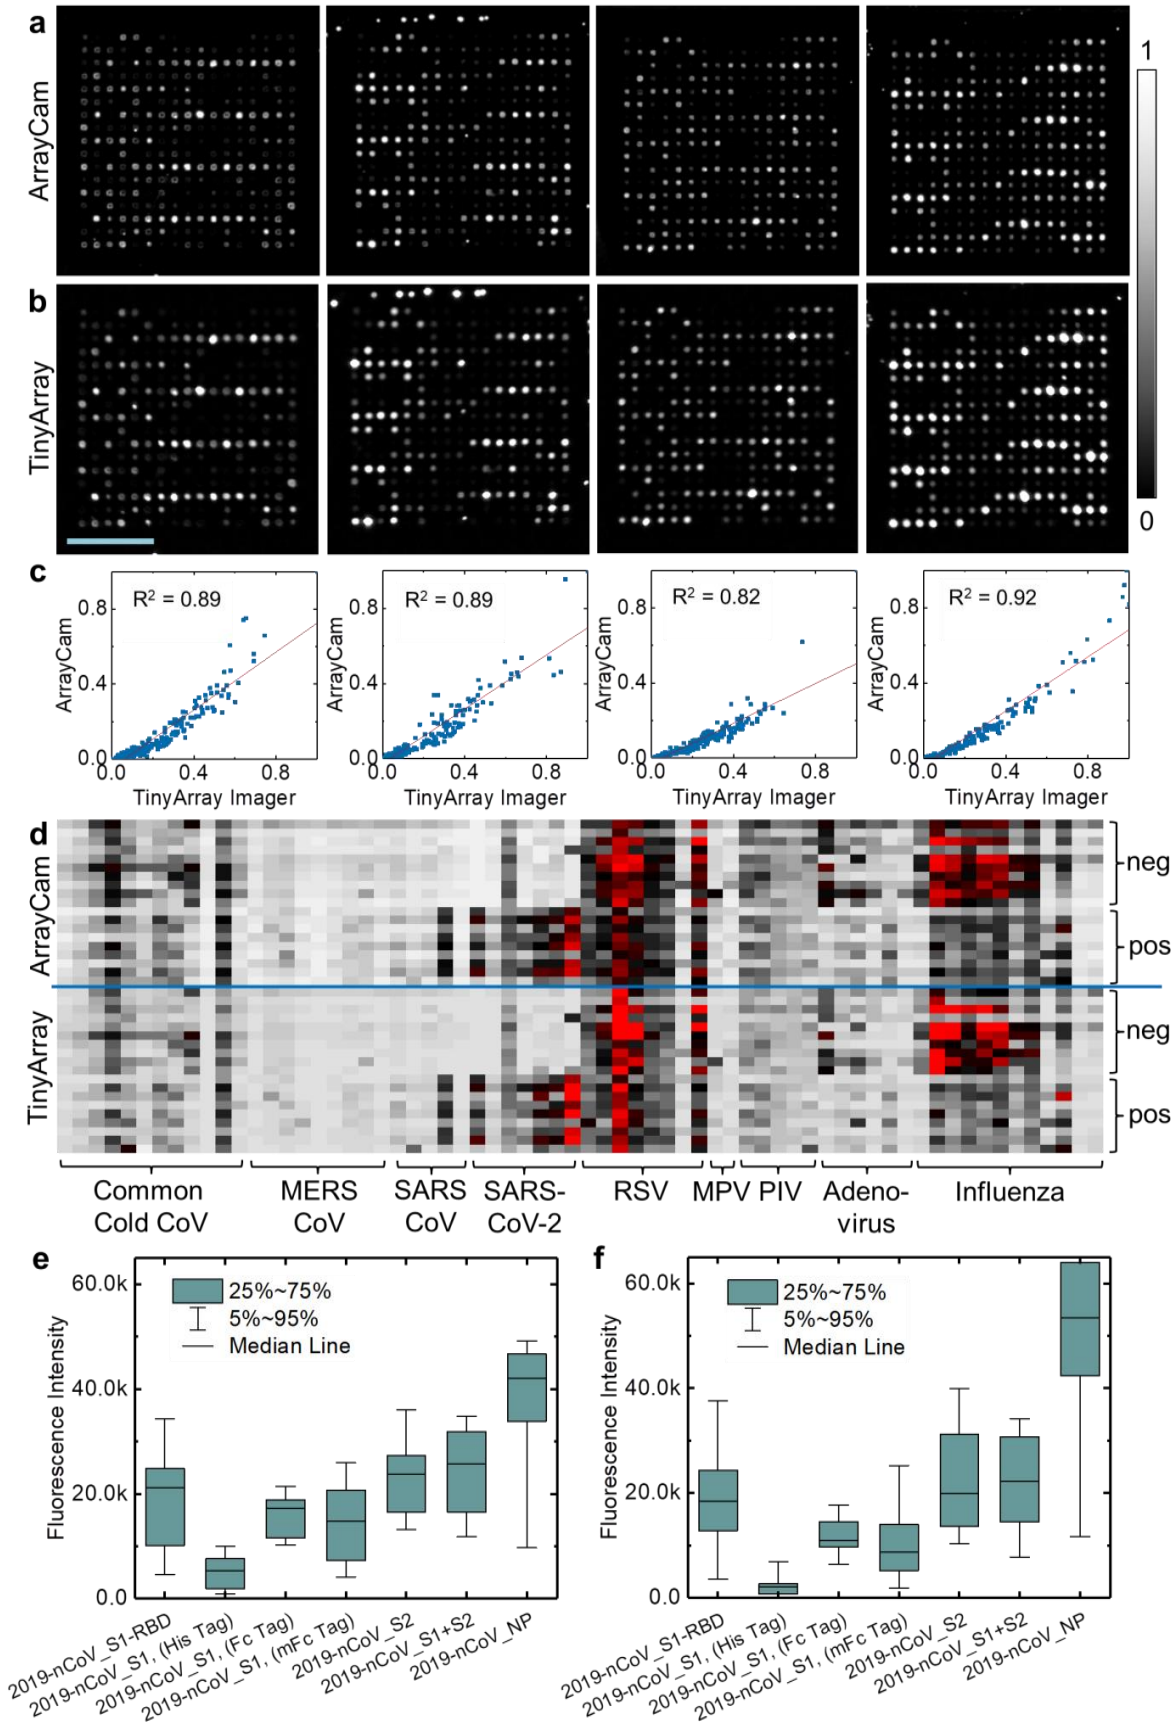 a
ArrayCam
1
b
TinyArray
0
c
R² = 0.89
R² = 0.89
R² = 0.82
R² = 0.92
ArrayCam
ArrayCam
ArrayCam
ArrayCam
0.8
0.4
0.0
0.8
0.4
0.0
0.8
0.4
0.0
0.8
0.4
0.0
0.0 0.4 0.8
0.0 0.4 0.8
0.0 0.4 0.8
0.0 0.4 0.8
TinyArray Imager
TinyArray Imager
TinyArray Imager
TinyArray Imager
d
ArrayCam
neg
pos
TinyArray
neg
pos
Common
Cold CoV
MERS
CoV
SARS
CoV
SARS-
CoV-2
RSV
MPV
PIV
Adeno-
virus
Influenza
e
Fluorescence Intensity
60.0k
40.0k
20.0k
0.0
25%~75%
5%~95%
Median Line
2019-nCoV_S1-RBD
2019-nCoV_S1, (His Tag)
2019-nCoV_S1, (Fc Tag)
2019-nCoV_S1, (mFc Tag)
2019-nCoV_S2
2019-nCoV_S1+S2
2019-nCoV_NP
f
Fluorescence Intensity
60.0k
40.0k
20.0k
0.0
25%~75%
5%~95%
Median Line
2019-nCoV_S1-RBD
2019-nCoV_S1, (His Tag)
2019-nCoV_S1, (Fc Tag)
2019-nCoV_S1, (mFc Tag)
2019-nCoV_S2
2019-nCoV_S1+S2
2019-nCoV_NP